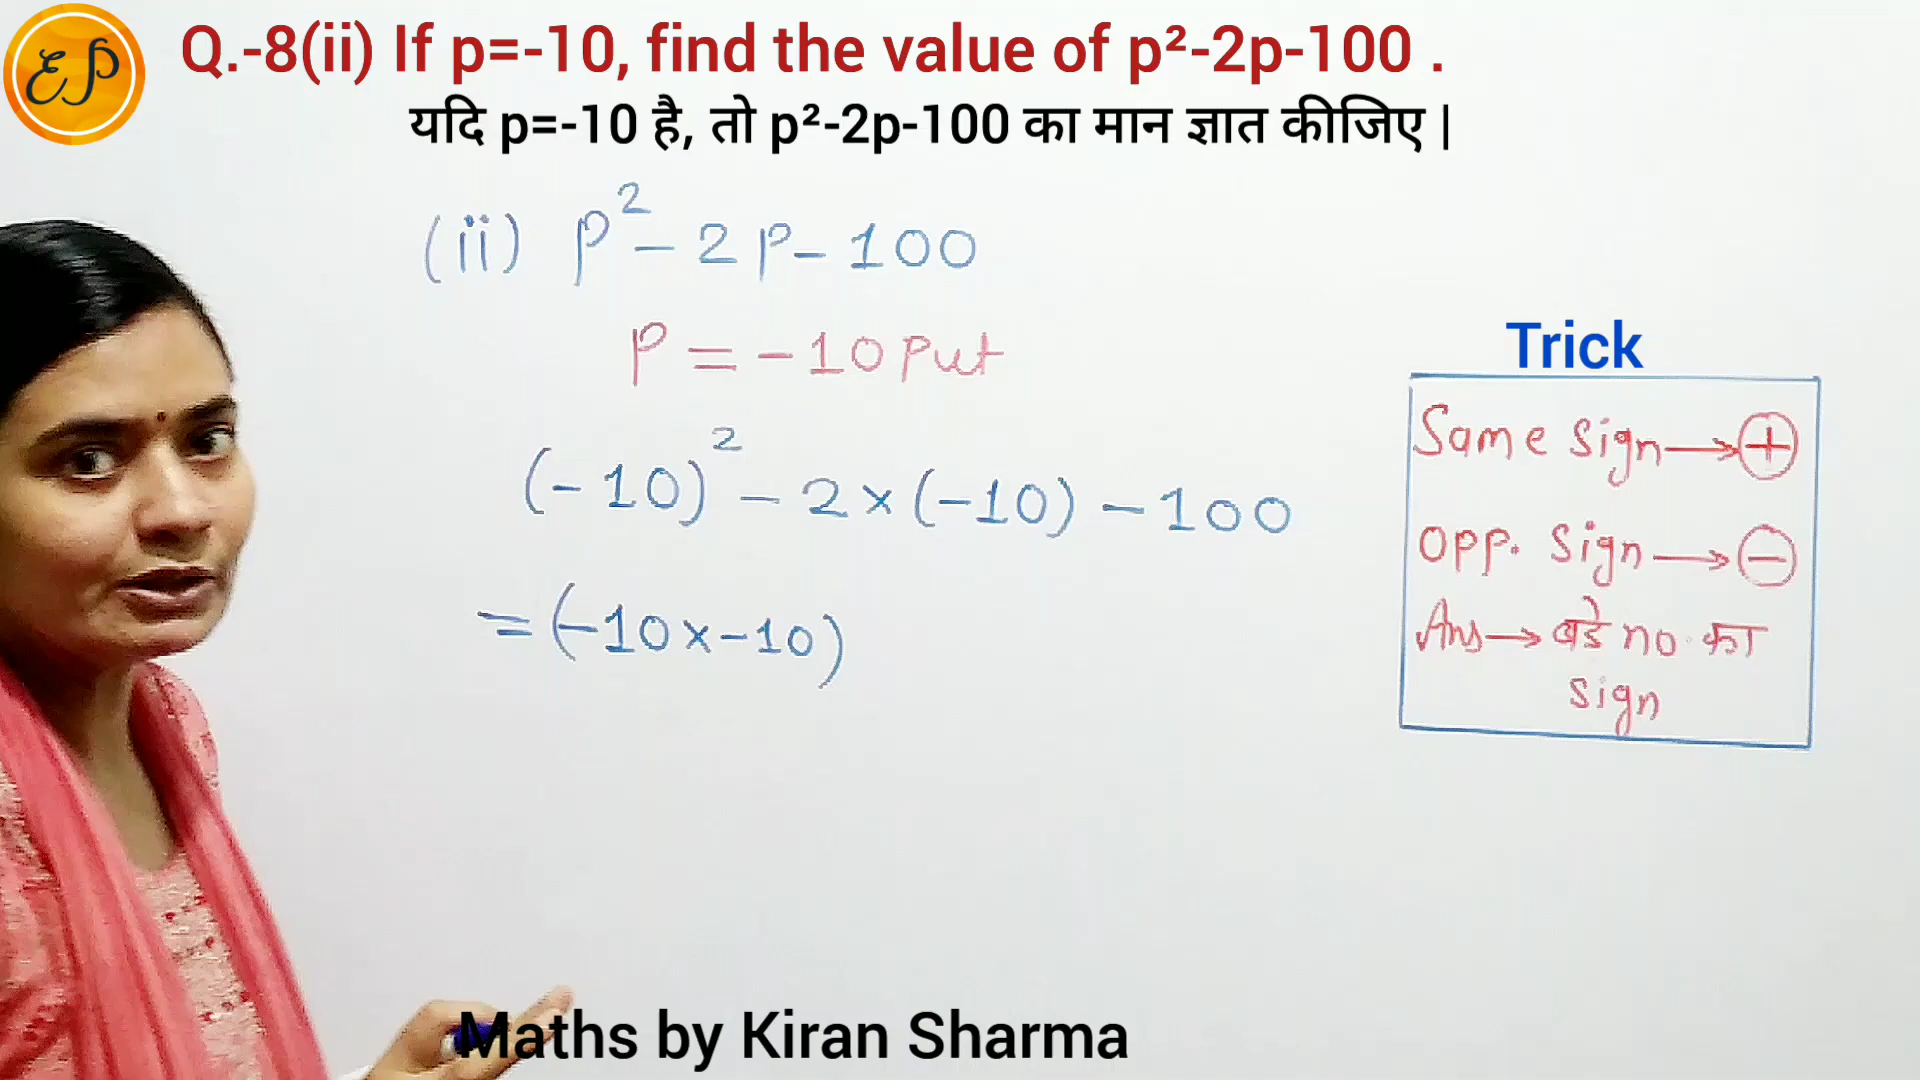 EP
Q.-8(ii) If p=-10, find the value of p²-2p-100 .
यदि p=-10 है, तो p²-2p-100 का मान ज्ञात कीजिए |
(ii) p²-2p-100
p=-10 put
(-10)²-2×(-10)-100
=(-10×-10)
Trick
Same sign→+
opp. sign→-
Ans→बड़े no. का
sign
Maths by Kiran Sharma